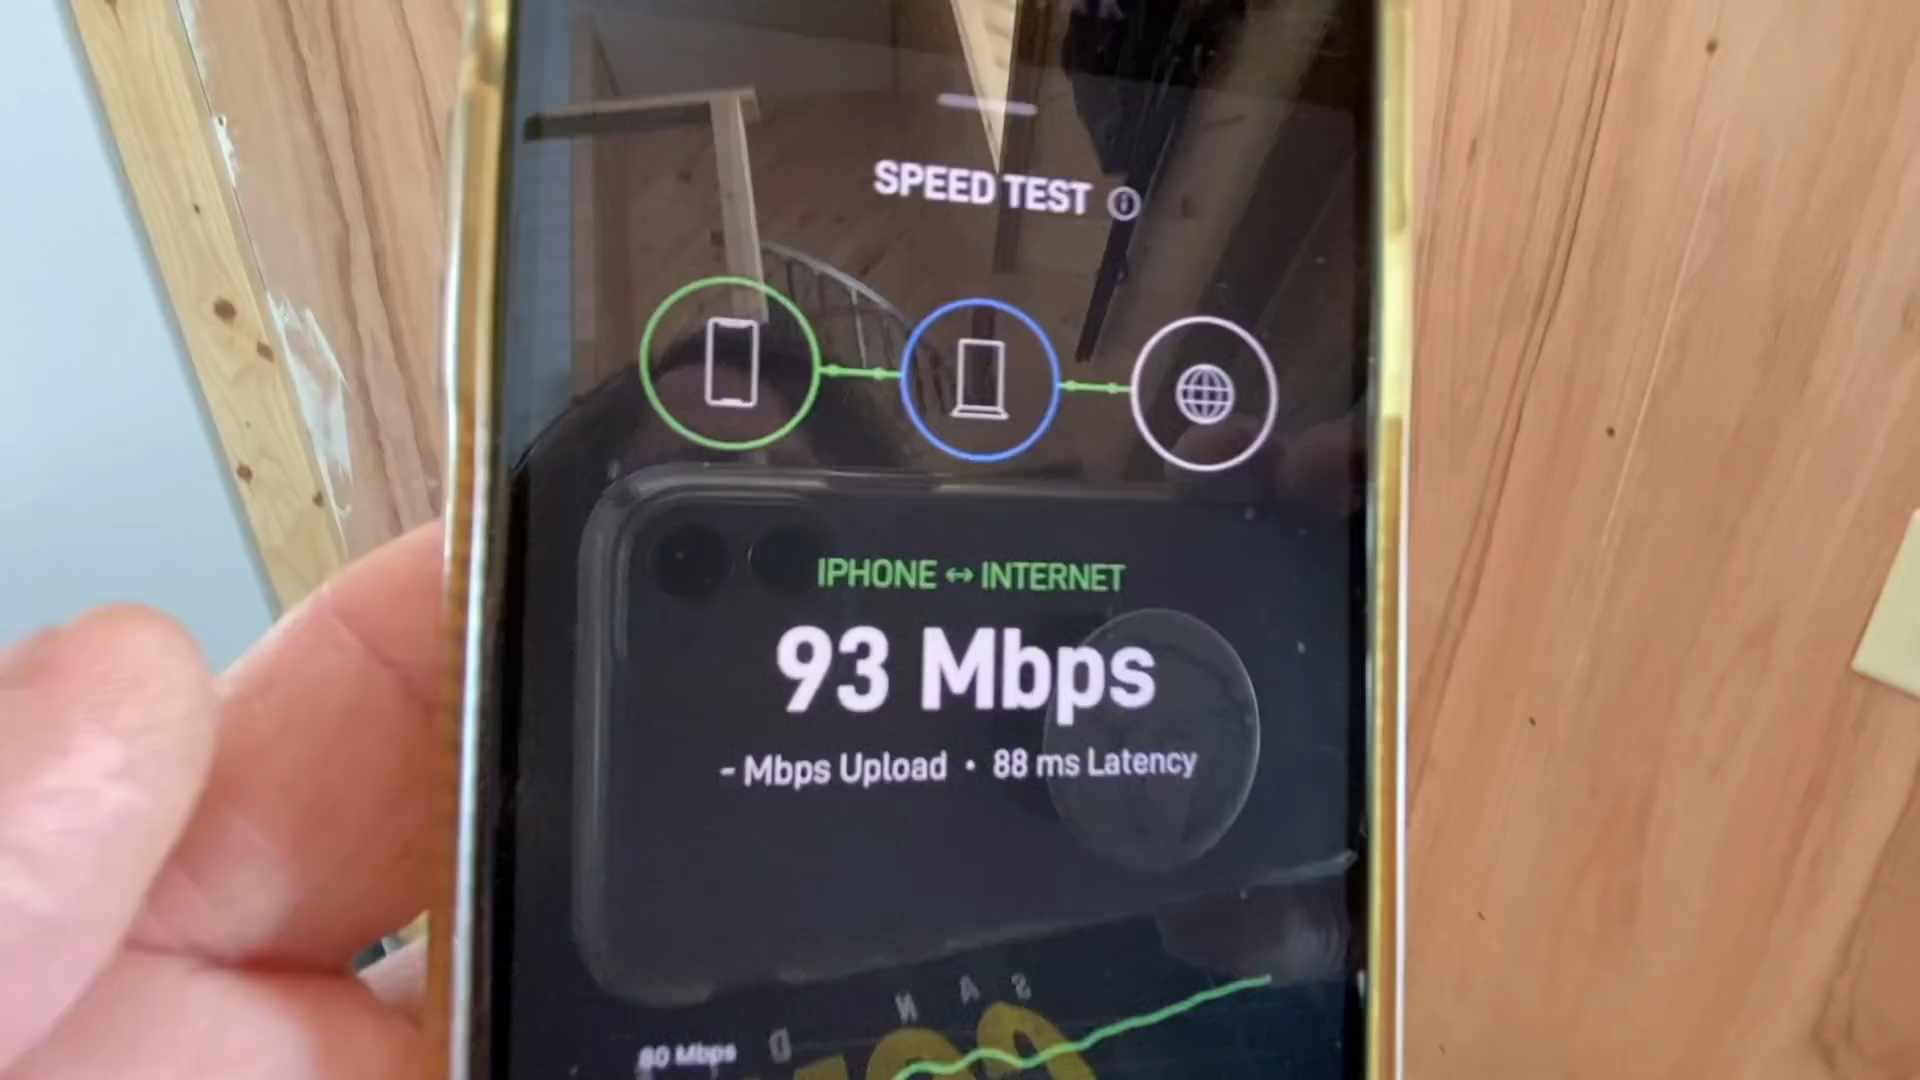 SPEED TEST
IPHONE ↔ INTERNET
93 Mbps
- Mbps Upload • 88 ms Latency
80 Mbps